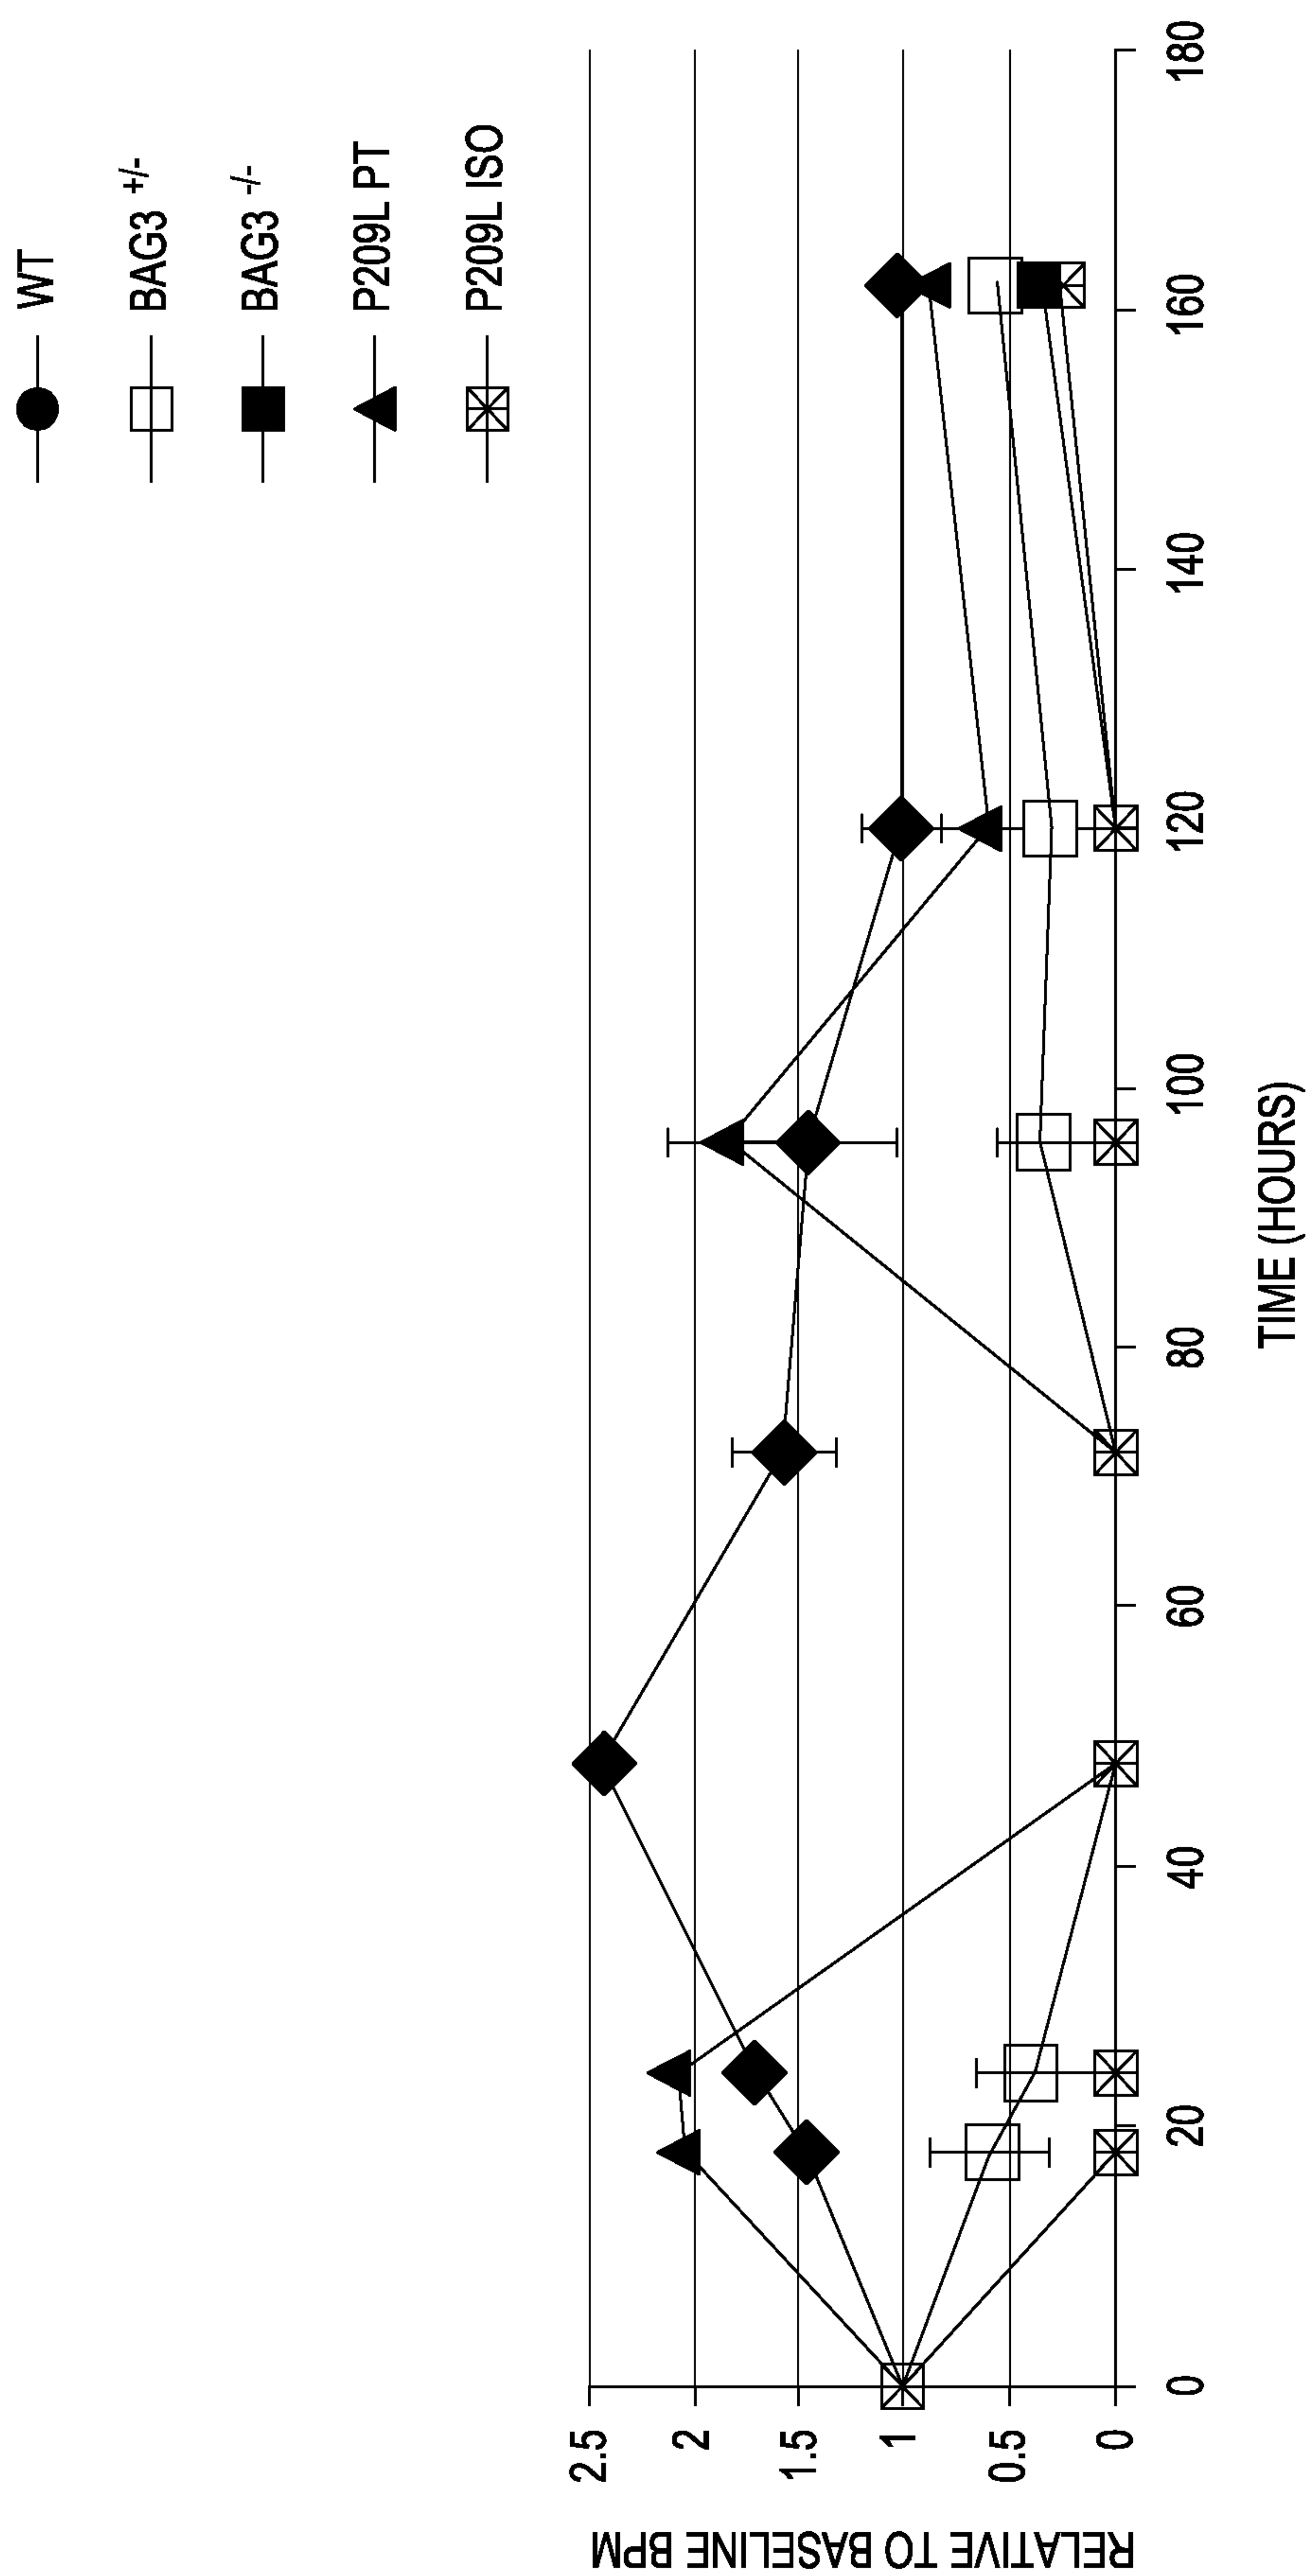 WT
BAG3 +/-
BAG3 -/-
P209L PT
P209L ISO
RELATIVE TO BASELINE BPM
2.5
2
1.5
1
0.5
0
0 20 40 60 80 100 120 140 160 180
TIME (HOURS)